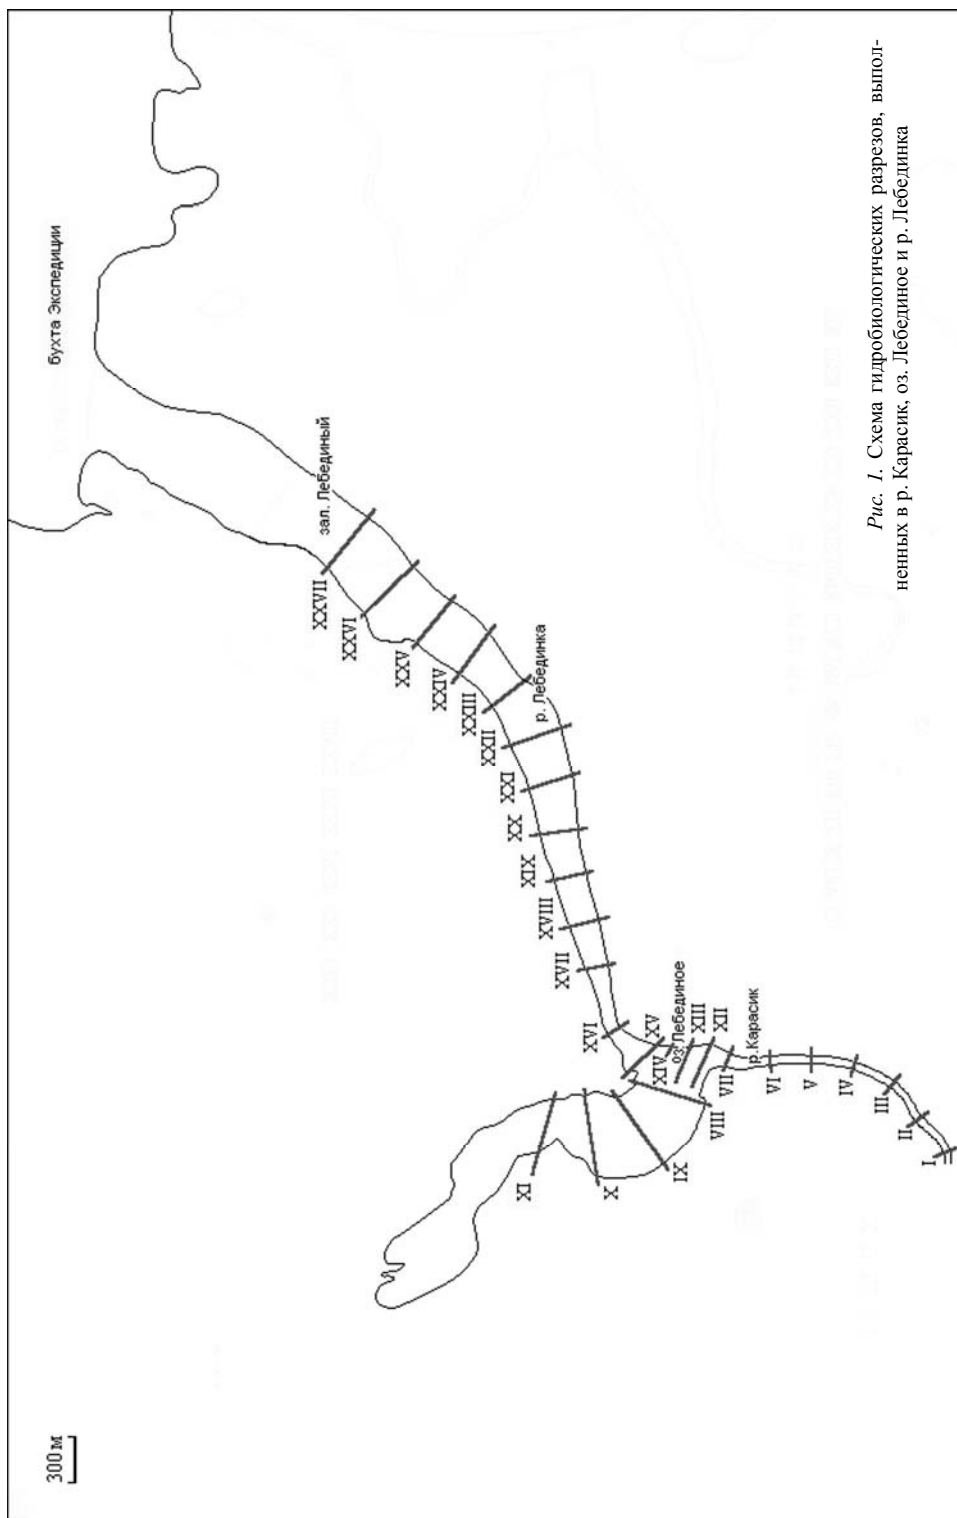 300 м
бухта Экспедиции
зал. Лебединый
XXVII
XXVI
XXV
XXIV
XXIII
XXII
XXI
XX
XIX
XVIII
XVII
XVI
XV
XIV
XIII
XII
XI
X
IX
VIII
VII
VI
V
IV
III
II
I
р. Лебединка
оз. Лебединое
р.Карасик
Рис. 1. Схема гидробиологических разрезов, выпол-
ненных в р. Карасик, оз. Лебединое и р. Лебединка